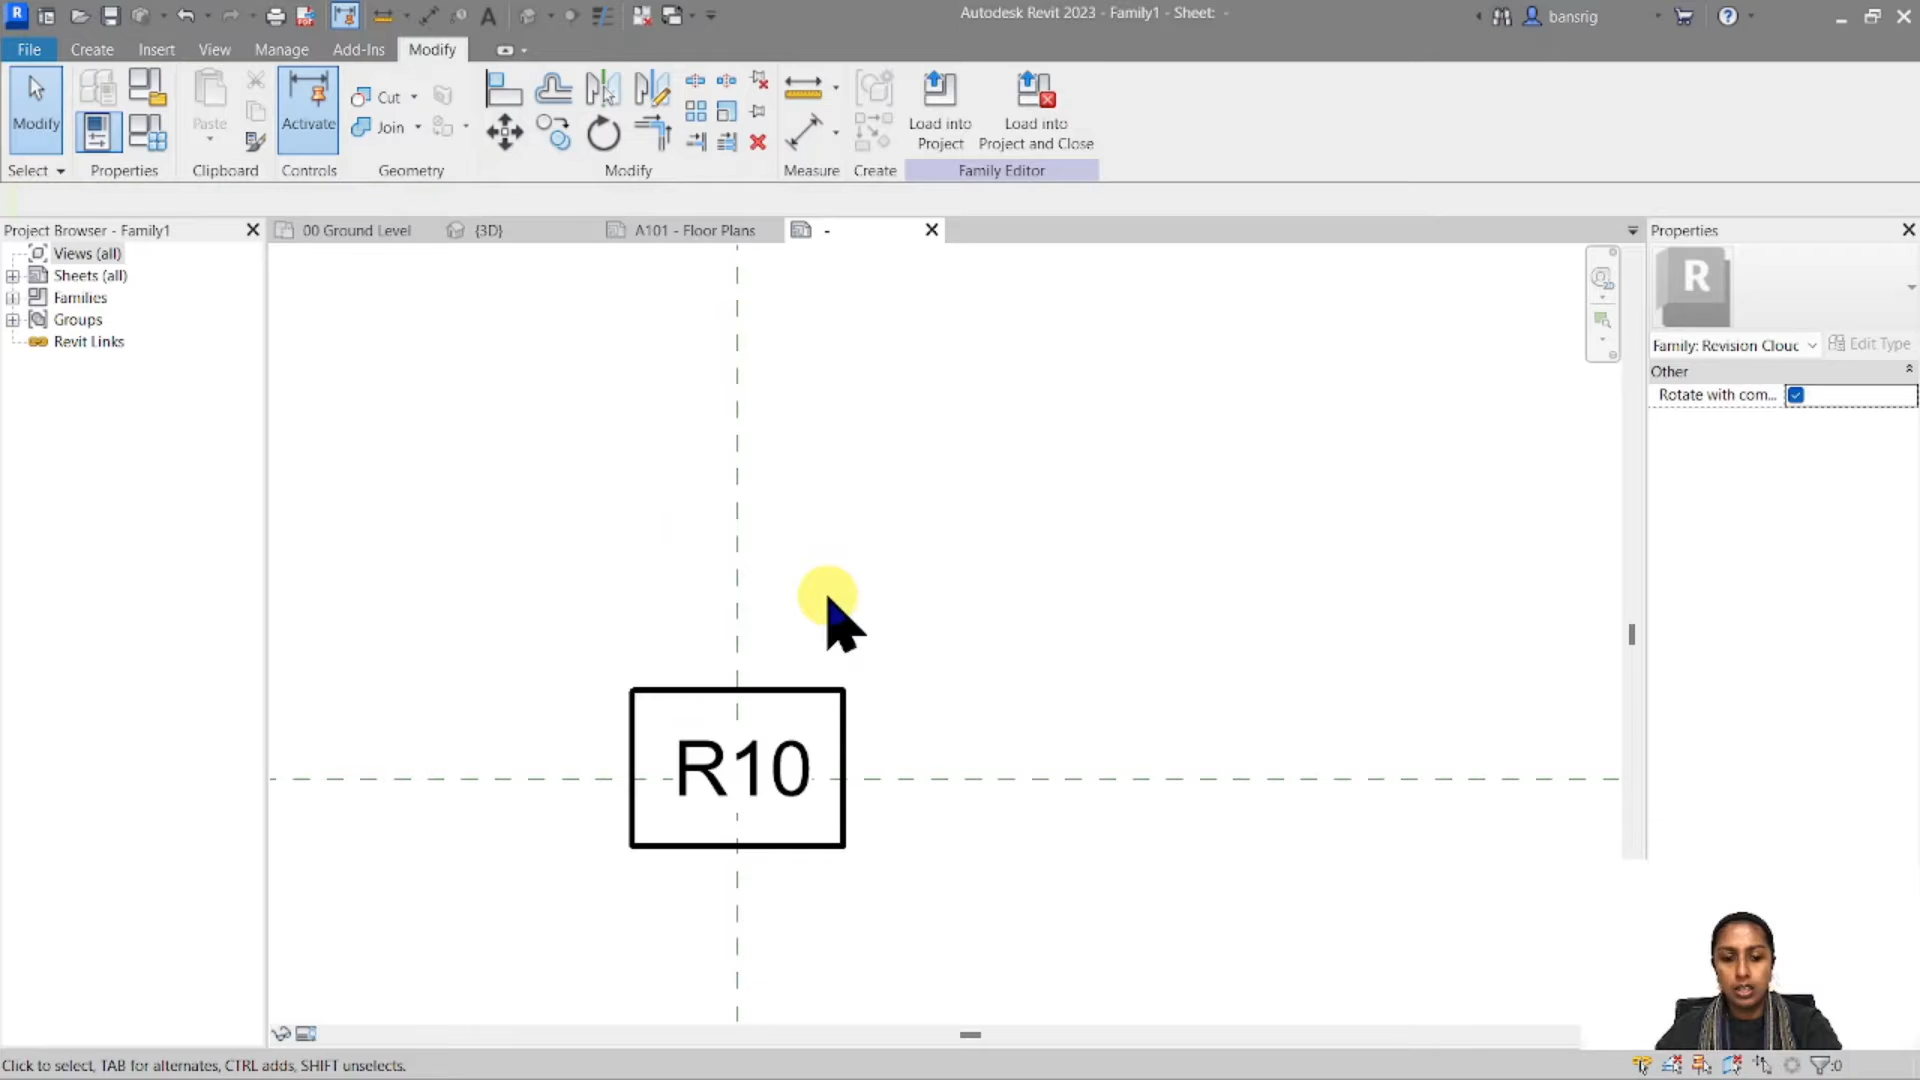 Autodesk Revit 2023 - Family1 - Sheet: -
bansrig
File Create Insert View Manage Add-Ins Modify
Modify
Paste
Activate
Cut
Join
Load into Project
Load into Project and Close
Select Properties Clipboard Controls Geometry Modify Measure Create Family Editor
Project Browser - Family1
00 Ground Level
{3D}
A101 - Floor Plans
-
Properties
Views (all)
Sheets (all)
Families
Groups
Revit Links
R
Family: Revision Clouc
Edit Type
Other
Rotate with com...
R10
Click to select, TAB for alternates, CTRL adds, SHIFT unselects.
:0